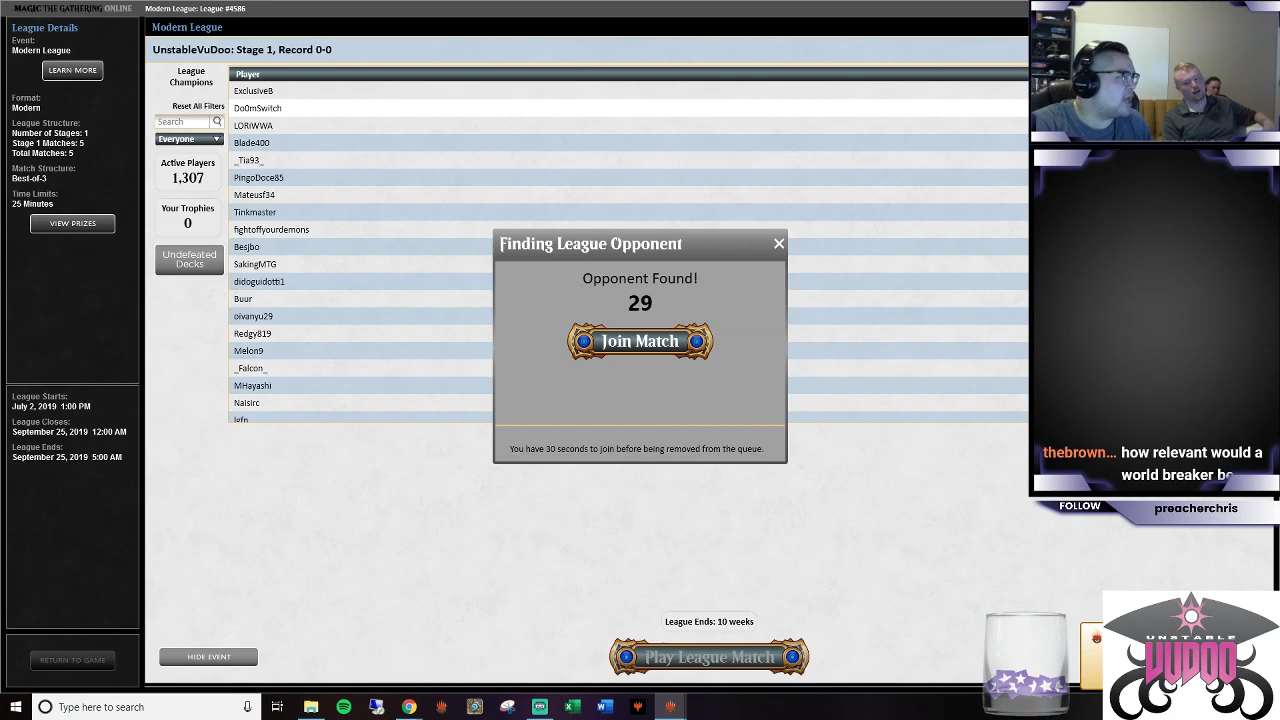 MAGIC THE GATHERING ONLINE
Modern League: League #4586
League Details
Event:
Modern League
LEARN MORE
Format:
Modern
League Structure:
Number of Stages: 1
Stage 1 Matches: 5
Total Matches: 5
Match Structure:
Best-of-3
Time Limits:
25 Minutes
VIEW PRIZES
League Starts:
July 2, 2019 1:00 PM
League Closes:
September 25, 2019 12:00 AM
League Ends:
September 25, 2019 5:00 AM
RETURN TO GAME
Modern League
UnstableVuDoo: Stage 1, Record 0-0
League
Champions
Reset All Filters
Search
Everyone
Active Players
1,307
Your Trophies
0
Undefeated
Decks
Player
ExclusiveB
Do0mSwitch
LORiWWA
Blade400
_Tia93_
PingoDoce85
Mateusf34
Tinkmaster
fightoffyourdemons
Besjbo
SakingMTG
didoguidotti1
Buur
oivanyu29
Redgy819
Melon9
_Falcon_
MHayashi
Naisirc
Finding League Opponent
Opponent Found!
29
Join Match
You have 30 seconds to join before being removed from the queue.
League Ends: 10 weeks
Play League Match
HIDE EVENT
thebrown... how relevant would a
world breaker be
FOLLOW
preacherchris
UNSTABLE
VUDOO
Type here to search